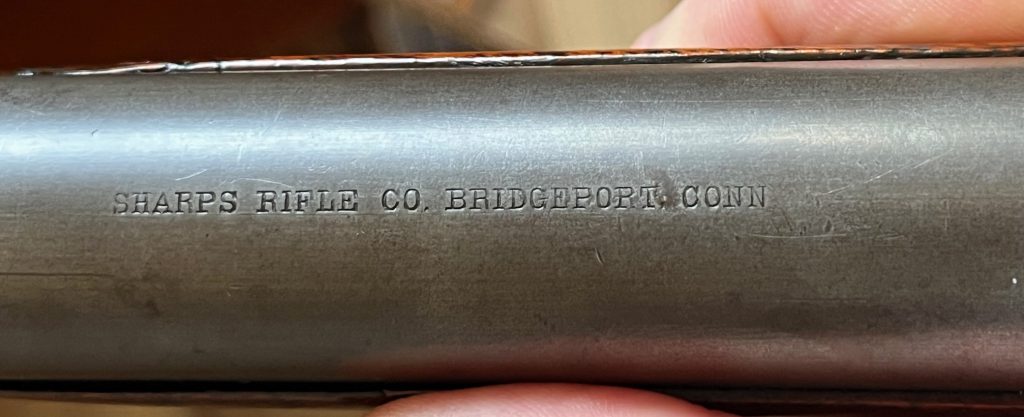 SHARPS RIFLE CO. BRIDGEPORT. CONN